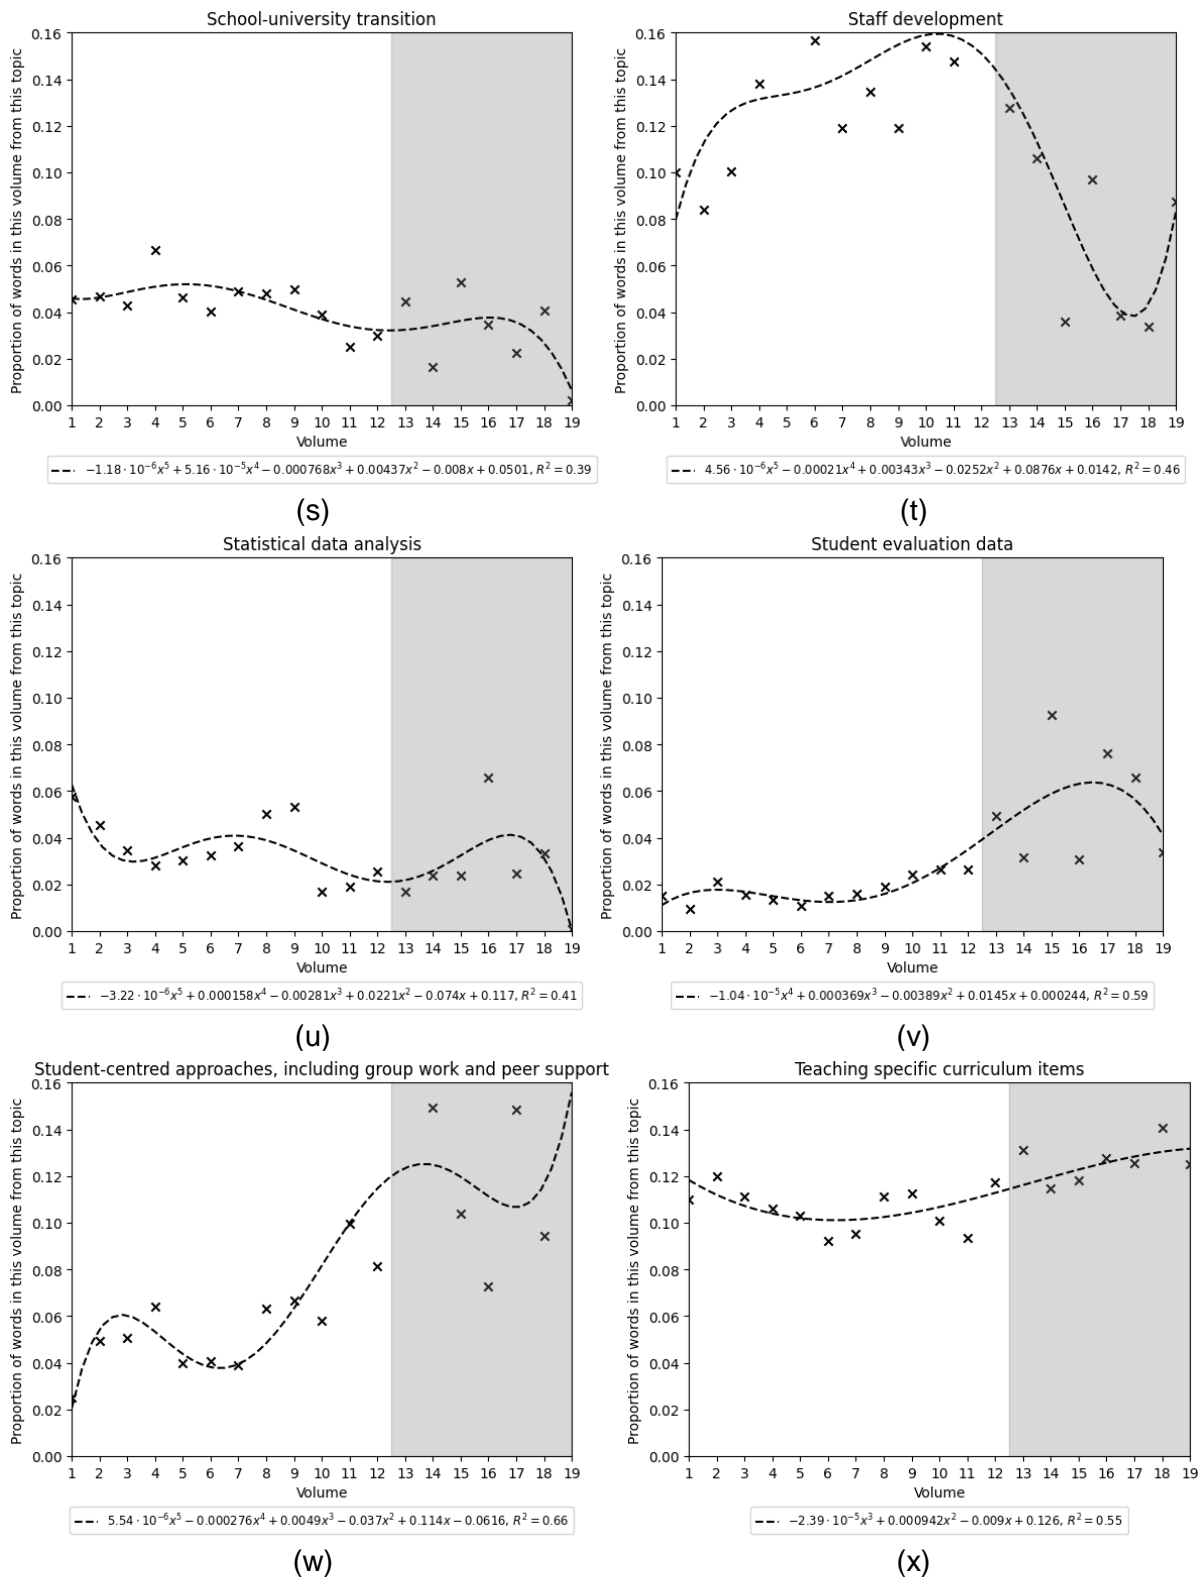 School-university transition
Proportion of words in this volume from this topic
0.16
0.14
0.12
0.10
0.08
0.06
0.04
0.02
0.00
1 2 3 4 5 6 7 8 9 10 11 12 13 14 15 16 17 18 19
Volume
−1.18 · 10⁻⁶x⁵ + 5.16 · 10⁻⁵x⁴ − 0.000768x³ + 0.00437x² − 0.008x + 0.0501, R² = 0.39
(s)
Staff development
Proportion of words in this volume from this topic
0.16
0.14
0.12
0.10
0.08
0.06
0.04
0.02
0.00
1 2 3 4 5 6 7 8 9 10 11 12 13 14 15 16 17 18 19
Volume
4.56 · 10⁻⁶x⁵ − 0.00021x⁴ + 0.00343x³ − 0.0252x² + 0.0876x + 0.0142, R² = 0.46
(t)
Statistical data analysis
Proportion of words in this volume from this topic
0.16
0.14
0.12
0.10
0.08
0.06
0.04
0.02
0.00
1 2 3 4 5 6 7 8 9 10 11 12 13 14 15 16 17 18 19
Volume
−3.22 · 10⁻⁶x⁵ + 0.000158x⁴ − 0.00281x³ + 0.0221x² − 0.074x + 0.117, R² = 0.41
(u)
Student evaluation data
Proportion of words in this volume from this topic
0.16
0.14
0.12
0.10
0.08
0.06
0.04
0.02
0.00
1 2 3 4 5 6 7 8 9 10 11 12 13 14 15 16 17 18 19
Volume
−1.04 · 10⁻⁵x⁴ + 0.000369x³ − 0.00389x² + 0.0145x + 0.000244, R² = 0.59
(v)
Student-centred approaches, including group work and peer support
Proportion of words in this volume from this topic
0.16
0.14
0.12
0.10
0.08
0.06
0.04
0.02
0.00
1 2 3 4 5 6 7 8 9 10 11 12 13 14 15 16 17 18 19
Volume
5.54 · 10⁻⁶x⁵ − 0.000276x⁴ + 0.0049x³ − 0.037x² + 0.114x − 0.0616, R² = 0.66
(w)
Teaching specific curriculum items
Proportion of words in this volume from this topic
0.16
0.14
0.12
0.10
0.08
0.06
0.04
0.02
0.00
1 2 3 4 5 6 7 8 9 10 11 12 13 14 15 16 17 18 19
Volume
−2.39 · 10⁻⁵x³ + 0.000942x² − 0.009x + 0.126, R² = 0.55
(x)